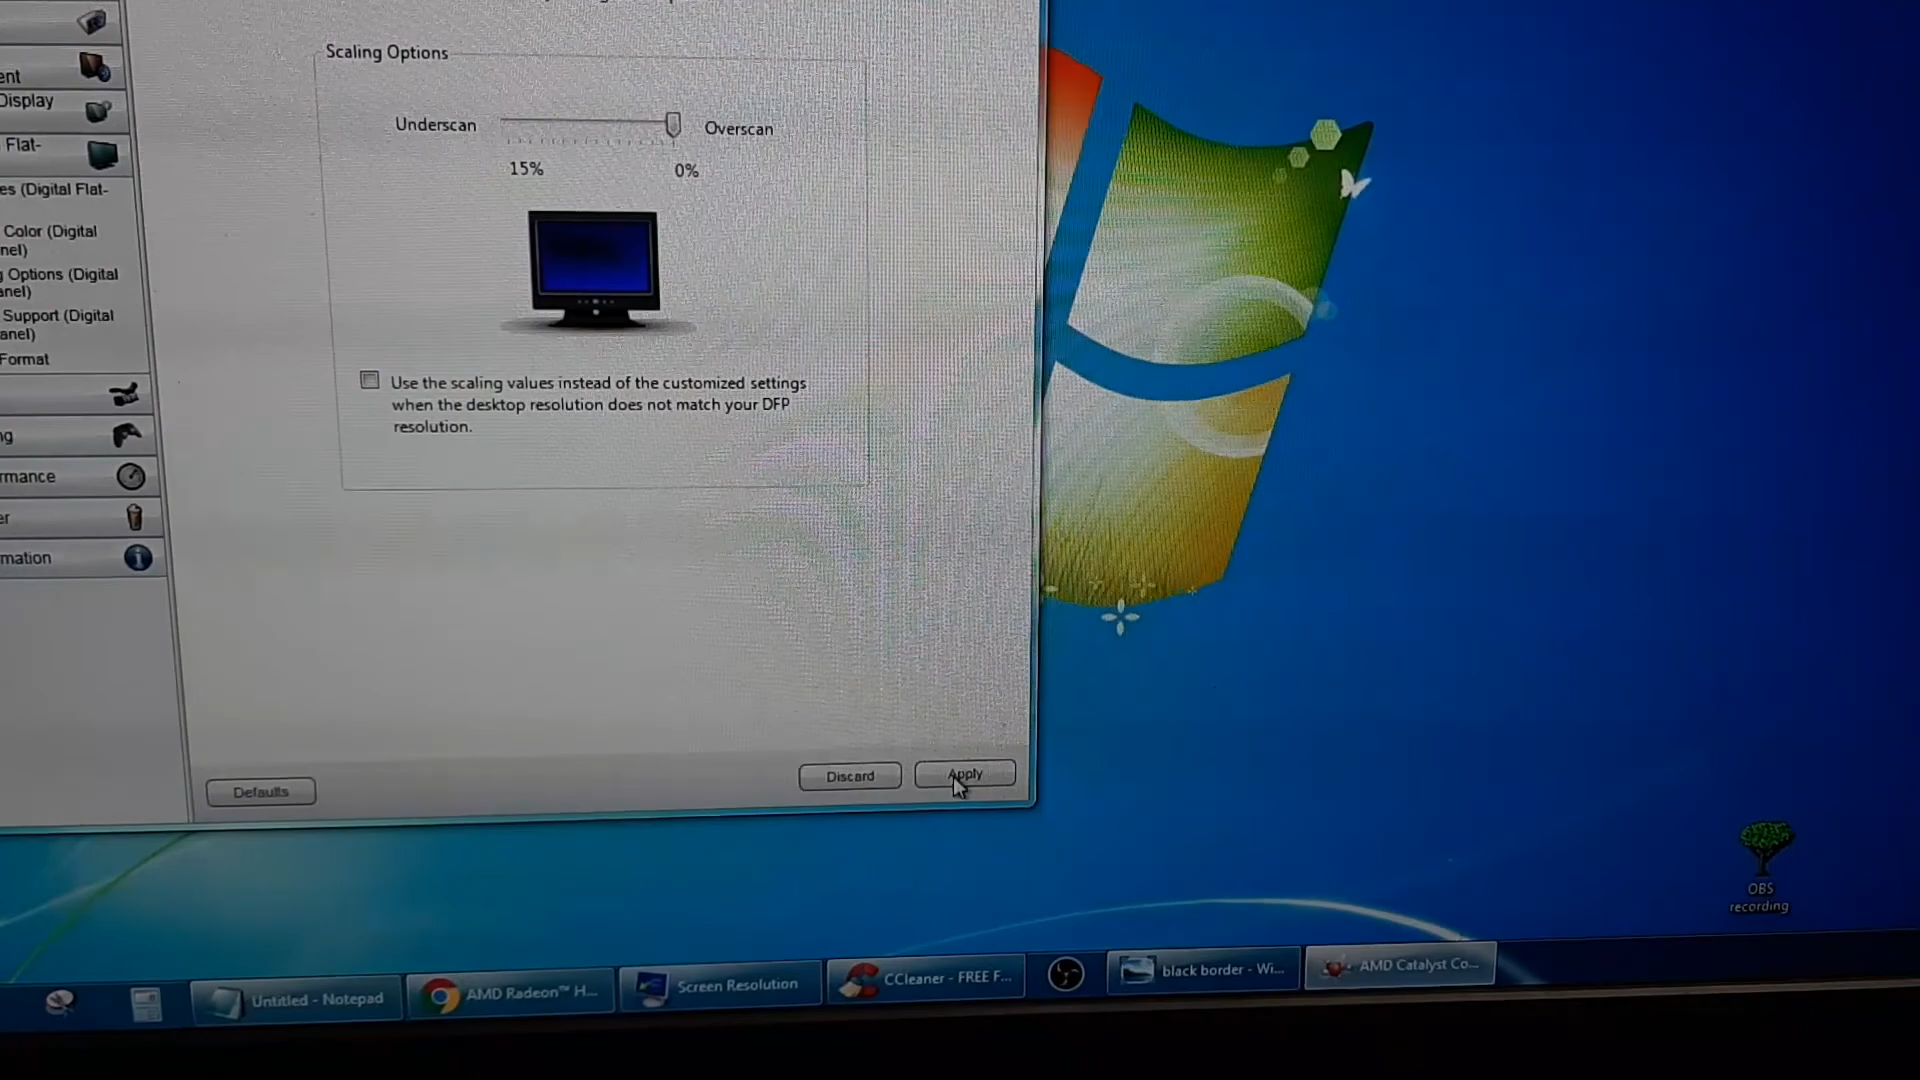 Scaling Options
Underscan
Overscan
15%
0%
Use the scaling values instead of the customized settings
when the desktop resolution does not match your DFP
resolution.
ent
Display
Flat-
es (Digital Flat-
Color (Digital
nel)
g Options (Digital
anel)
Support (Digital
anel)
Format
ng
rmance
er
mation
Defaults
Discard
Apply
OBS
recording
Untitled - Notepad
AMD Radeon™ H...
Screen Resolution
CCleaner - FREE F...
black border - Wi...
AMD Catalyst Co...